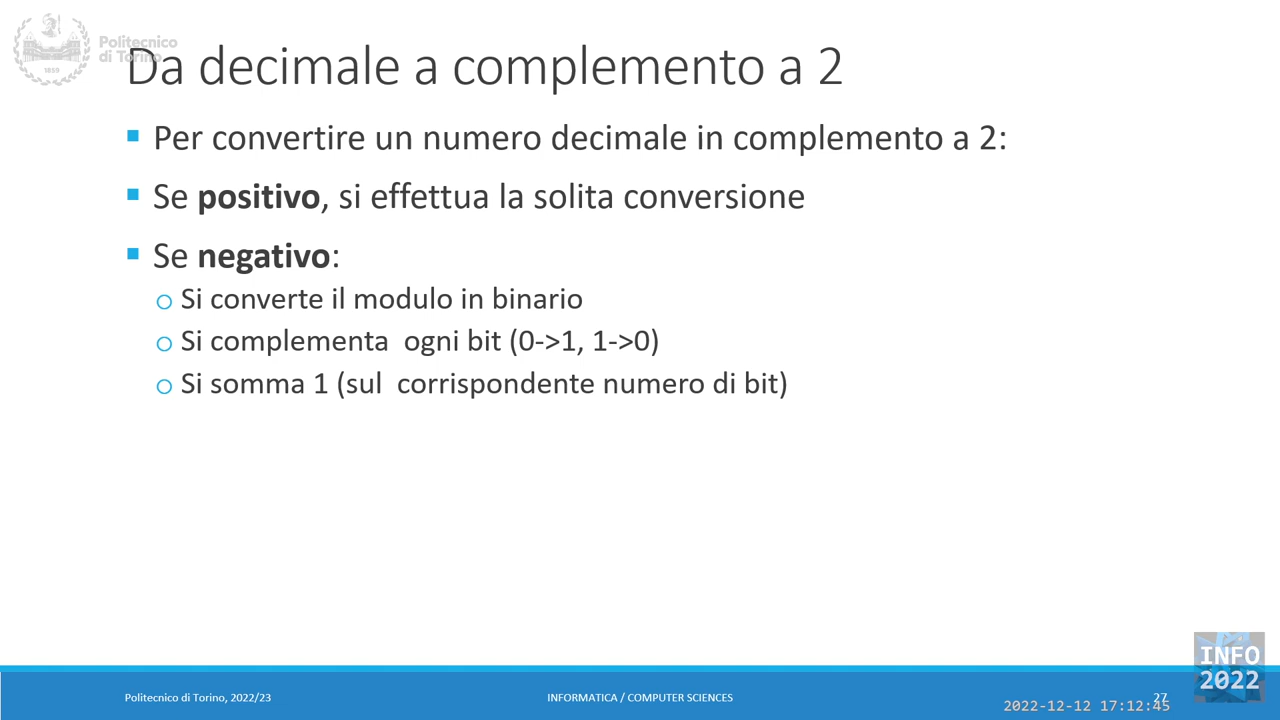 Politecnico
di Torino
1859
Da decimale a complemento a 2
Per convertire un numero decimale in complemento a 2:
Se positivo, si effettua la solita conversione
Se negativo:
Si converte il modulo in binario
Si complementa  ogni bit (0->1, 1->0)
Si somma 1 (sul  corrispondente numero di bit)
INFO
2022
Politecnico di Torino, 2022/23
INFORMATICA / COMPUTER SCIENCES
27
2022-12-12 17:12:45